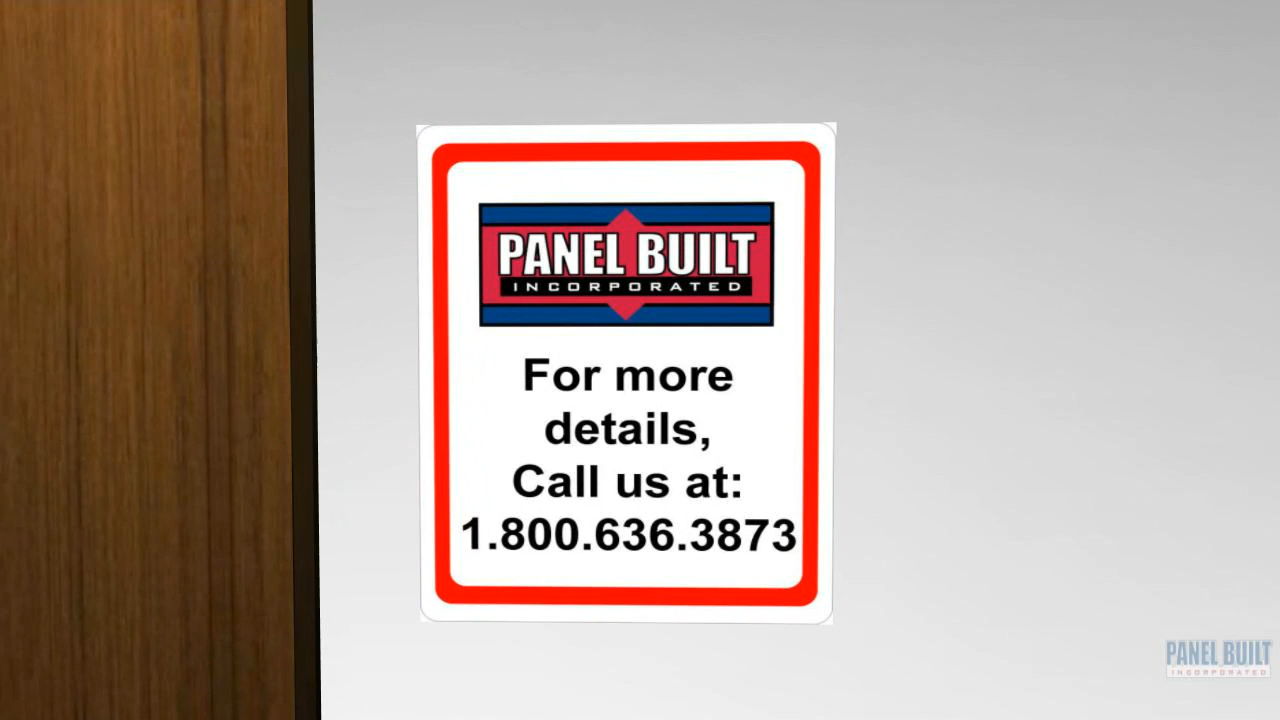 PANEL BUILT
INCORPORATED
For more
details,
Call us at:
1.800.636.3873
PANEL BUILT
INCORPORATED